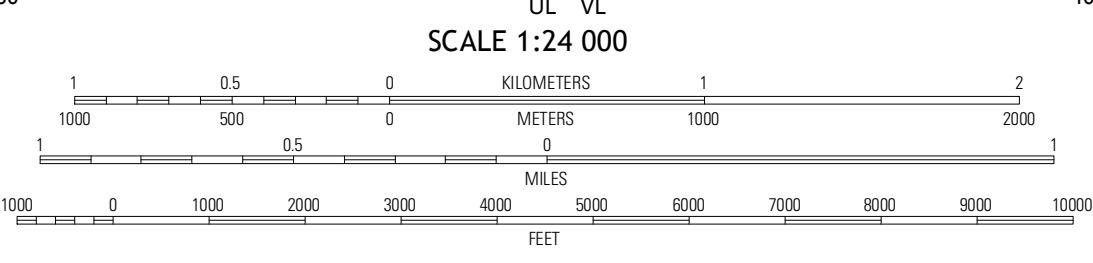 UL VL
SCALE 1:24 000
1 0.5 0 KILOMETERS 1 2
1000 500 0 METERS 1000 2000
1 0.5 0 1
MILES
1000 0 1000 2000 3000 4000 5000 6000 7000 8000 9000 10000
FEET